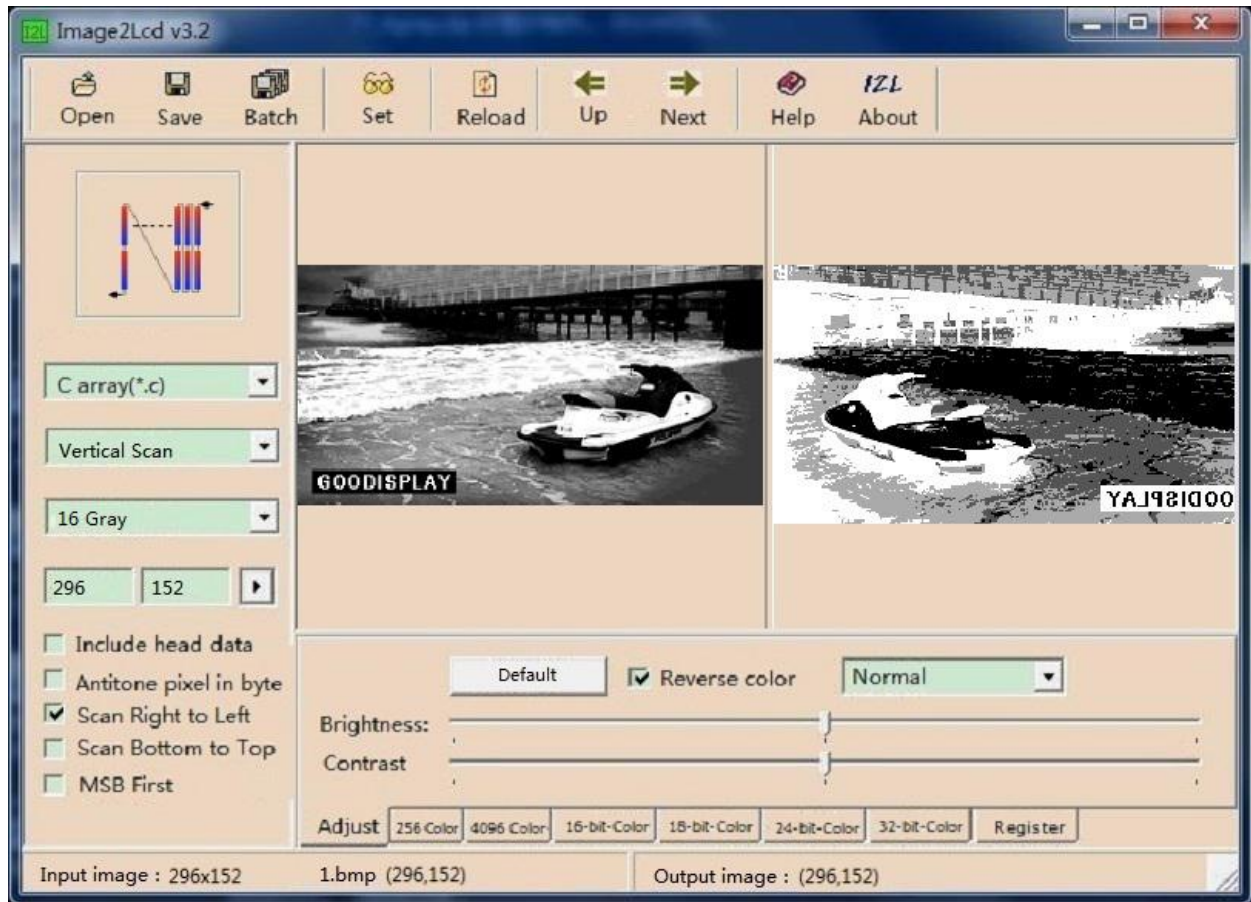 I2L Image2Lcd v3.2
Open Save Batch Set Reload Up Next Help I2L About
C array(*.c)
Vertical Scan
16 Gray
296 152
Include head data
Antitone pixel in byte
Scan Right to Left
Scan Bottom to Top
MSB First
GOODISPLAY
OODISPLAY
Default Reverse color Normal
Brightness:
Contrast
Adjust 256 Color 4096 Color 16-bit-Color 18-bit-Color 24-bit-Color 32-bit-Color Register
Input image : 296x152 1.bmp (296,152) Output image : (296,152)